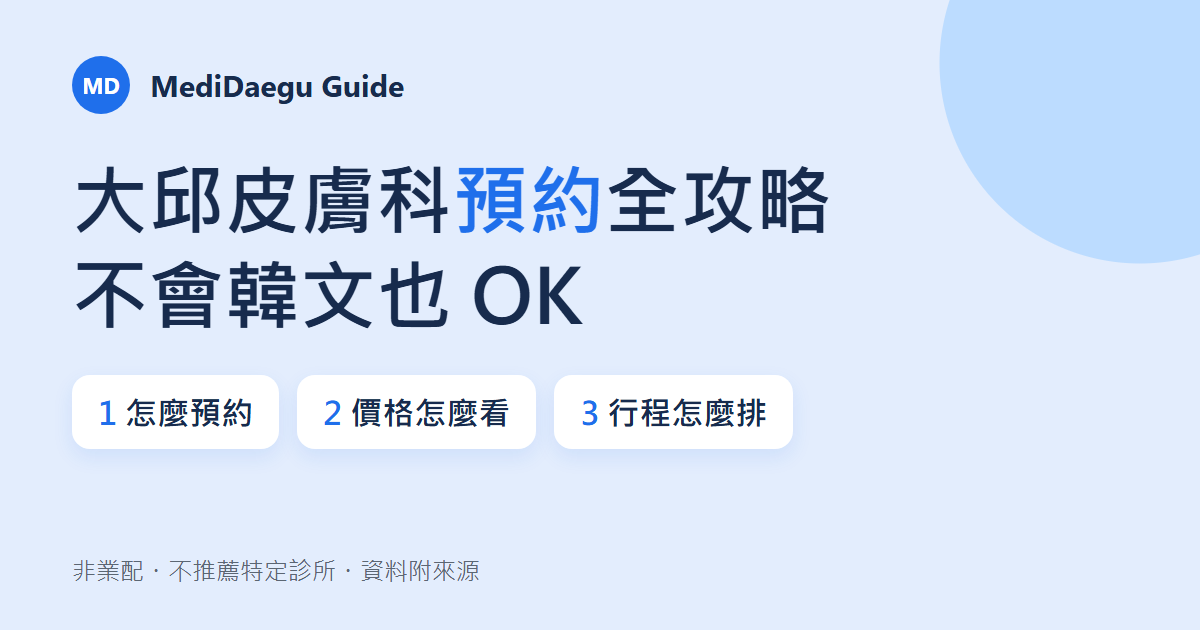 MD MediDaegu Guide
大邱皮膚科預約全攻略
不會韓文也 OK
1 怎麼預約 2 價格怎麼看 3 行程怎麼排
非業配 · 不推薦特定診所 · 資料附來源